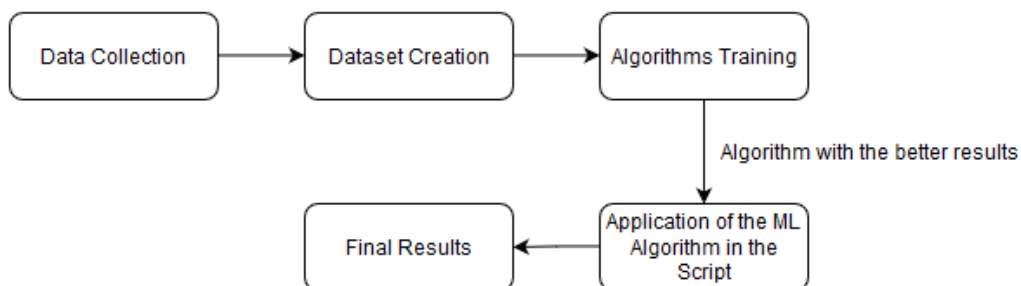 Data Collection
Dataset Creation
Algorithms Training
Algorithm with the better results
Application of the ML
Algorithm in the
Script
Final Results